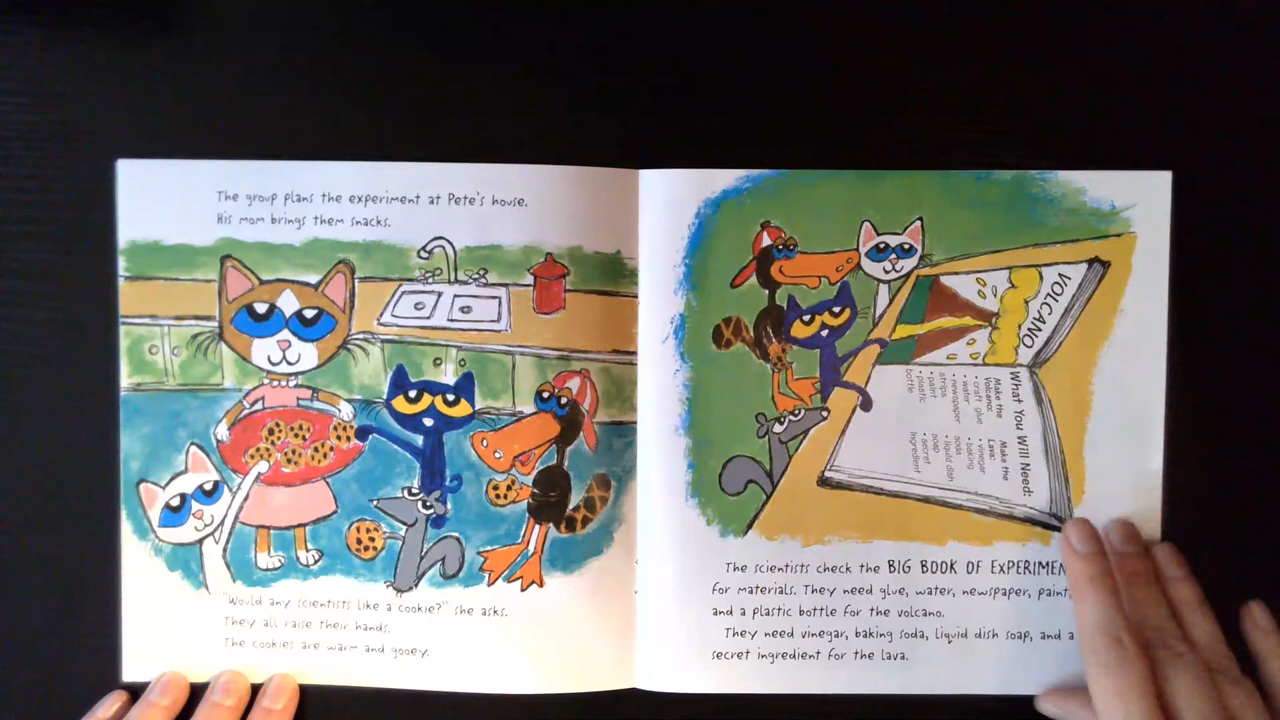 The group plans the experiment at Pete's house.
His mom brings them snacks.
"Would any scientists like a cookie?" she asks.
They all raise their hands.
The cookies are warm and gooey.
VOLCANO
What You Will Need:
Make the
Volcano:
• craft glue
• water
• newspaper
strips
• paint
• plastic
bottle
Make the
Lava:
• vinegar
• baking
soda
• liquid dish
soap
• secret
ingredient
The scientists check the BIG BOOK OF EXPERIMEN
for materials. They need glue, water, newspaper, paint,
and a plastic bottle for the volcano.
They need vinegar, baking soda, liquid dish soap, and a
secret ingredient for the lava.